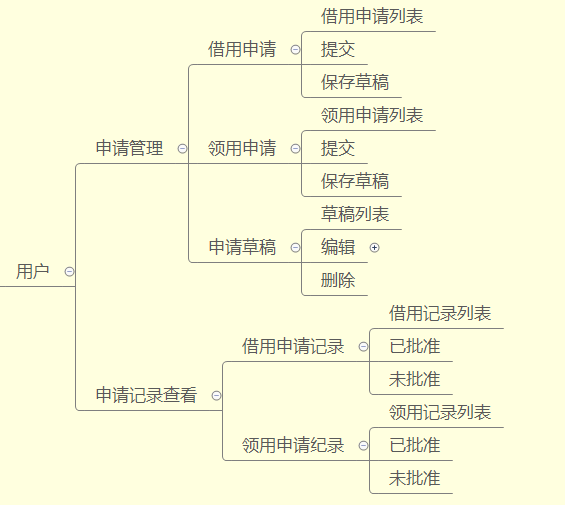 借用申请列表
借用申请
提交
保存草稿
领用申请列表
申请管理
领用申请
提交
保存草稿
草稿列表
申请草稿
编辑
用户
删除
借用记录列表
借用申请记录
已批准
未批准
申请记录查看
领用记录列表
领用申请纪录
已批准
未批准